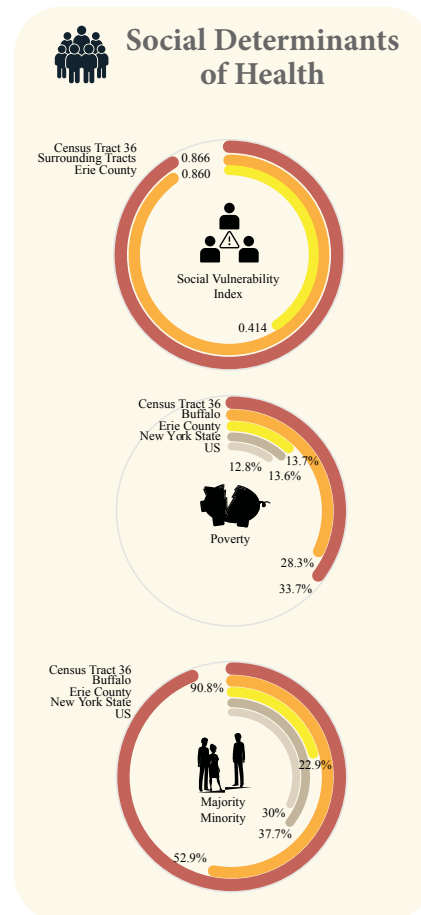 Social Determinants
of Health
Census Tract 36
Surrounding Tracts
Erie County
0.866
0.860
Social Vulnerability
Index
0.414
Census Tract 36
Buffalo
Erie County
New York State
US
13.7%
12.8%
13.6%
Poverty
28.3%
33.7%
Census Tract 36
Buffalo
Erie County
New York State
US
90.8%
22.9%
Majority
Minority
30%
37.7%
52.9%